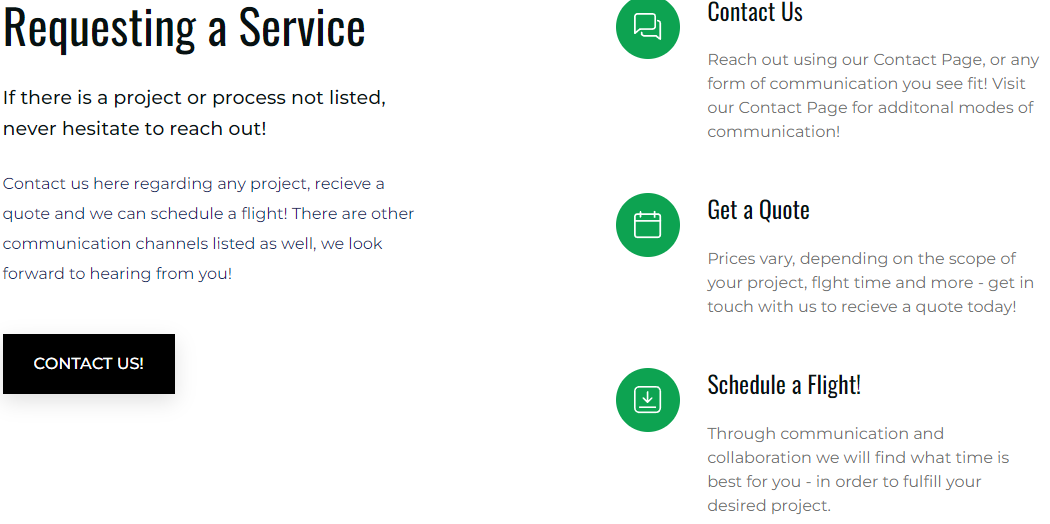 Requesting a Service
If there is a project or process not listed,
never hesitate to reach out!
Contact us here regarding any project, recieve a
quote and we can schedule a flight! There are other
communication channels listed as well, we look
forward to hearing from you!
CONTACT US!
Contact Us
Reach out using our Contact Page, or any
form of communication you see fit! Visit
our Contact Page for additonal modes of
communication!
Get a Quote
Prices vary, depending on the scope of
your project, flght time and more - get in
touch with us to recieve a quote today!
Schedule a Flight!
Through communication and
collaboration we will find what time is
best for you - in order to fulfill your
desired project.